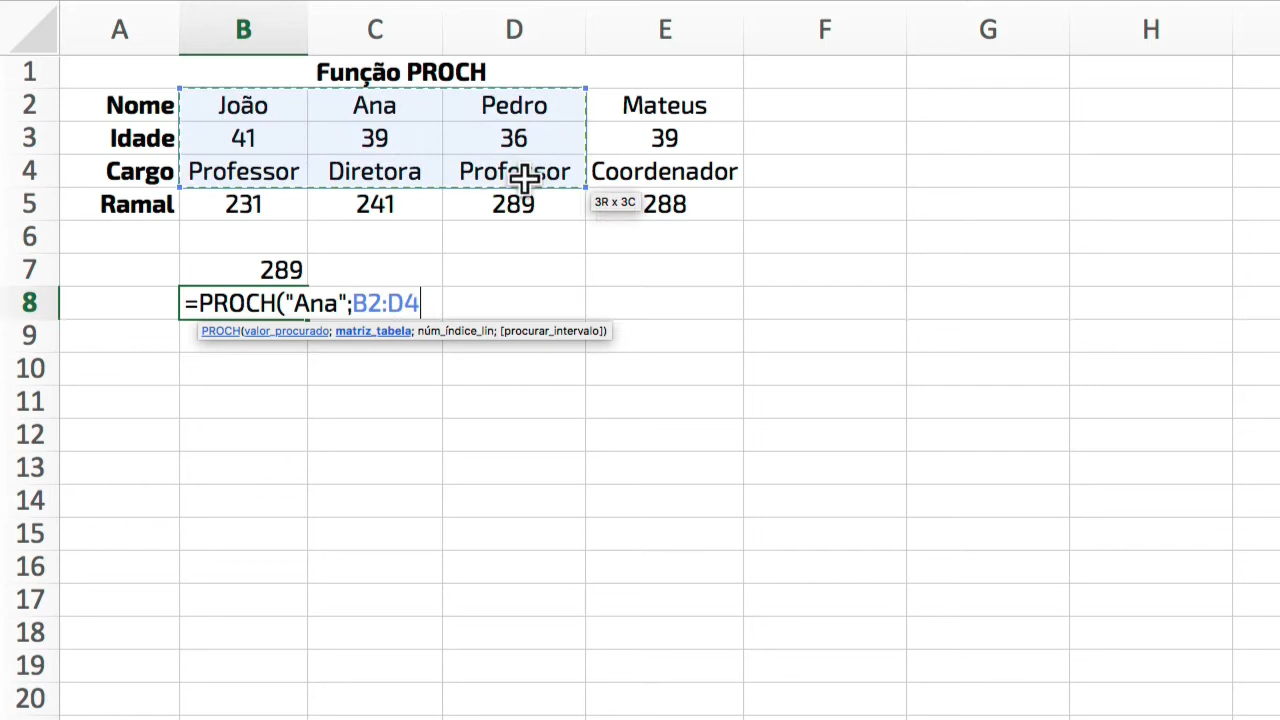 A B C D E F G H
1 Função PROCH
2 Nome João Ana Pedro Mateus
3 Idade 41 39 36 39
4 Cargo Professor Diretora Professor Coordenador
5 Ramal 231 241 289 3R x 3C 288
6
7 289
8 =PROCH("Ana";B2:D4
9 PROCH(valor_procurado; matriz_tabela; núm_índice_lin; [procurar_intervalo])
10
11
12
13
14
15
16
17
18
19
20